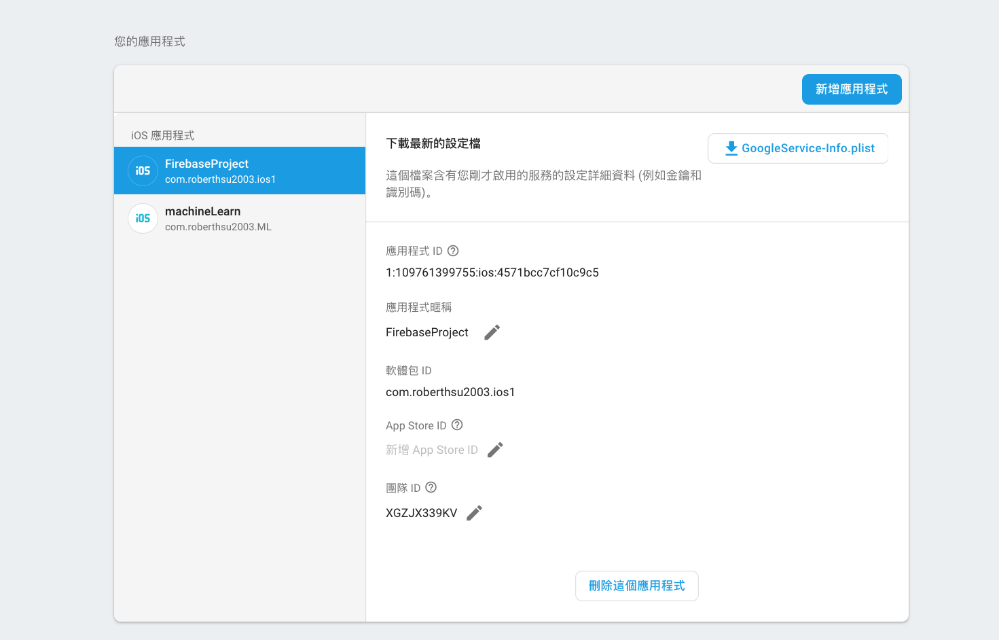 您的應用程式
新增應用程式
iOS 應用程式
iOS
FirebaseProject
com.roberthsu2003.ios1
iOS
machineLearn
com.roberthsu2003.ML
下載最新的設定檔
GoogleService-Info.plist
這個檔案含有您剛才啟用的服務的設定詳細資料 (例如金鑰和
識別碼)。
應用程式 ID
1:109761399755:ios:4571bcc7cf10c9c5
應用程式暱稱
FirebaseProject
軟體包 ID
com.roberthsu2003.ios1
App Store ID
新增 App Store ID
團隊 ID
XGZJX339KV
刪除這個應用程式